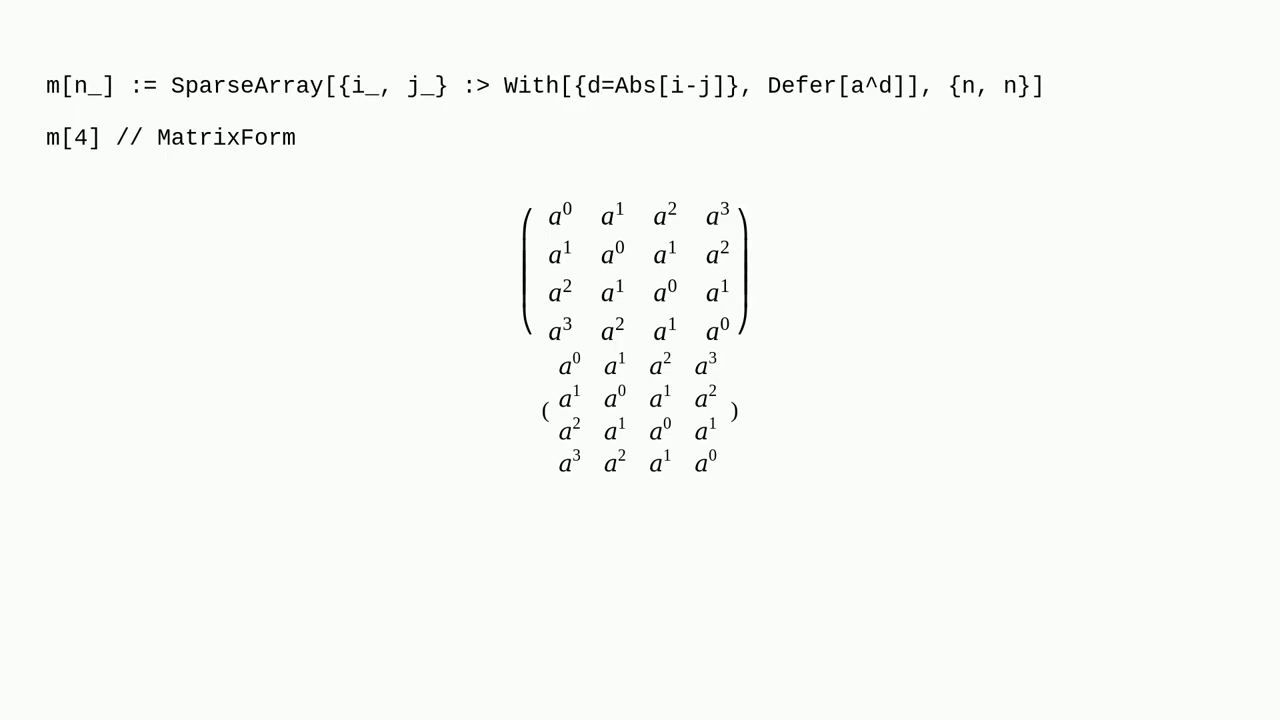 m[n_] := SparseArray[{i_, j_} :> With[{d=Abs[i-j]}, Defer[a^d]], {n, n}]
m[4] // MatrixForm
( a⁰ a¹ a² a³ )
a¹ a⁰ a¹ a²
a² a¹ a⁰ a¹
a³ a² a¹ a⁰
a⁰ a¹ a² a³
( a¹ a⁰ a¹ a² )
a² a¹ a⁰ a¹
a³ a² a¹ a⁰